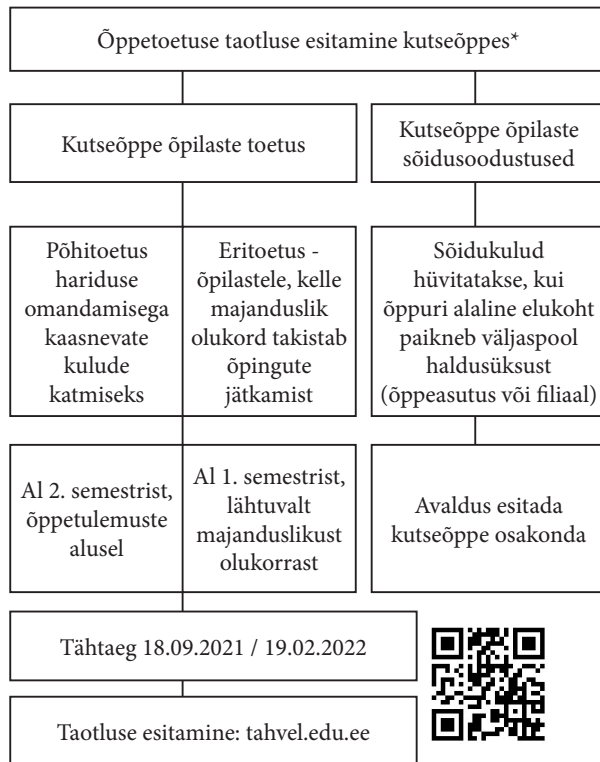 Õppetoetuse taotluse esitamine kutseõppes*
Kutseõppe õpilaste toetus
Kutseõppe õpilaste
sõidusoodustused
Põhitoetus
hariduse
omandamisega
kaasnevate
kulude
katmiseks
Eritoetus -
õpilastele, kelle
majanduslik
olukord takistab
õpingute
jätkamist
Sõidukulud
hüvitatakse, kui
õppuri alaline elukoht
paikneb väljaspool
haldusüksust
(õppeasutus või filiaal)
Al 2. semestrist,
õppetulemuste
alusel
Al 1. semestrist,
lähtuvalt
majanduslikust
olukorrast
Avaldus esitada
kutseõppe osakonda
Tähtaeg 18.09.2021 / 19.02.2022
Taotluse esitamine: tahvel.edu.ee